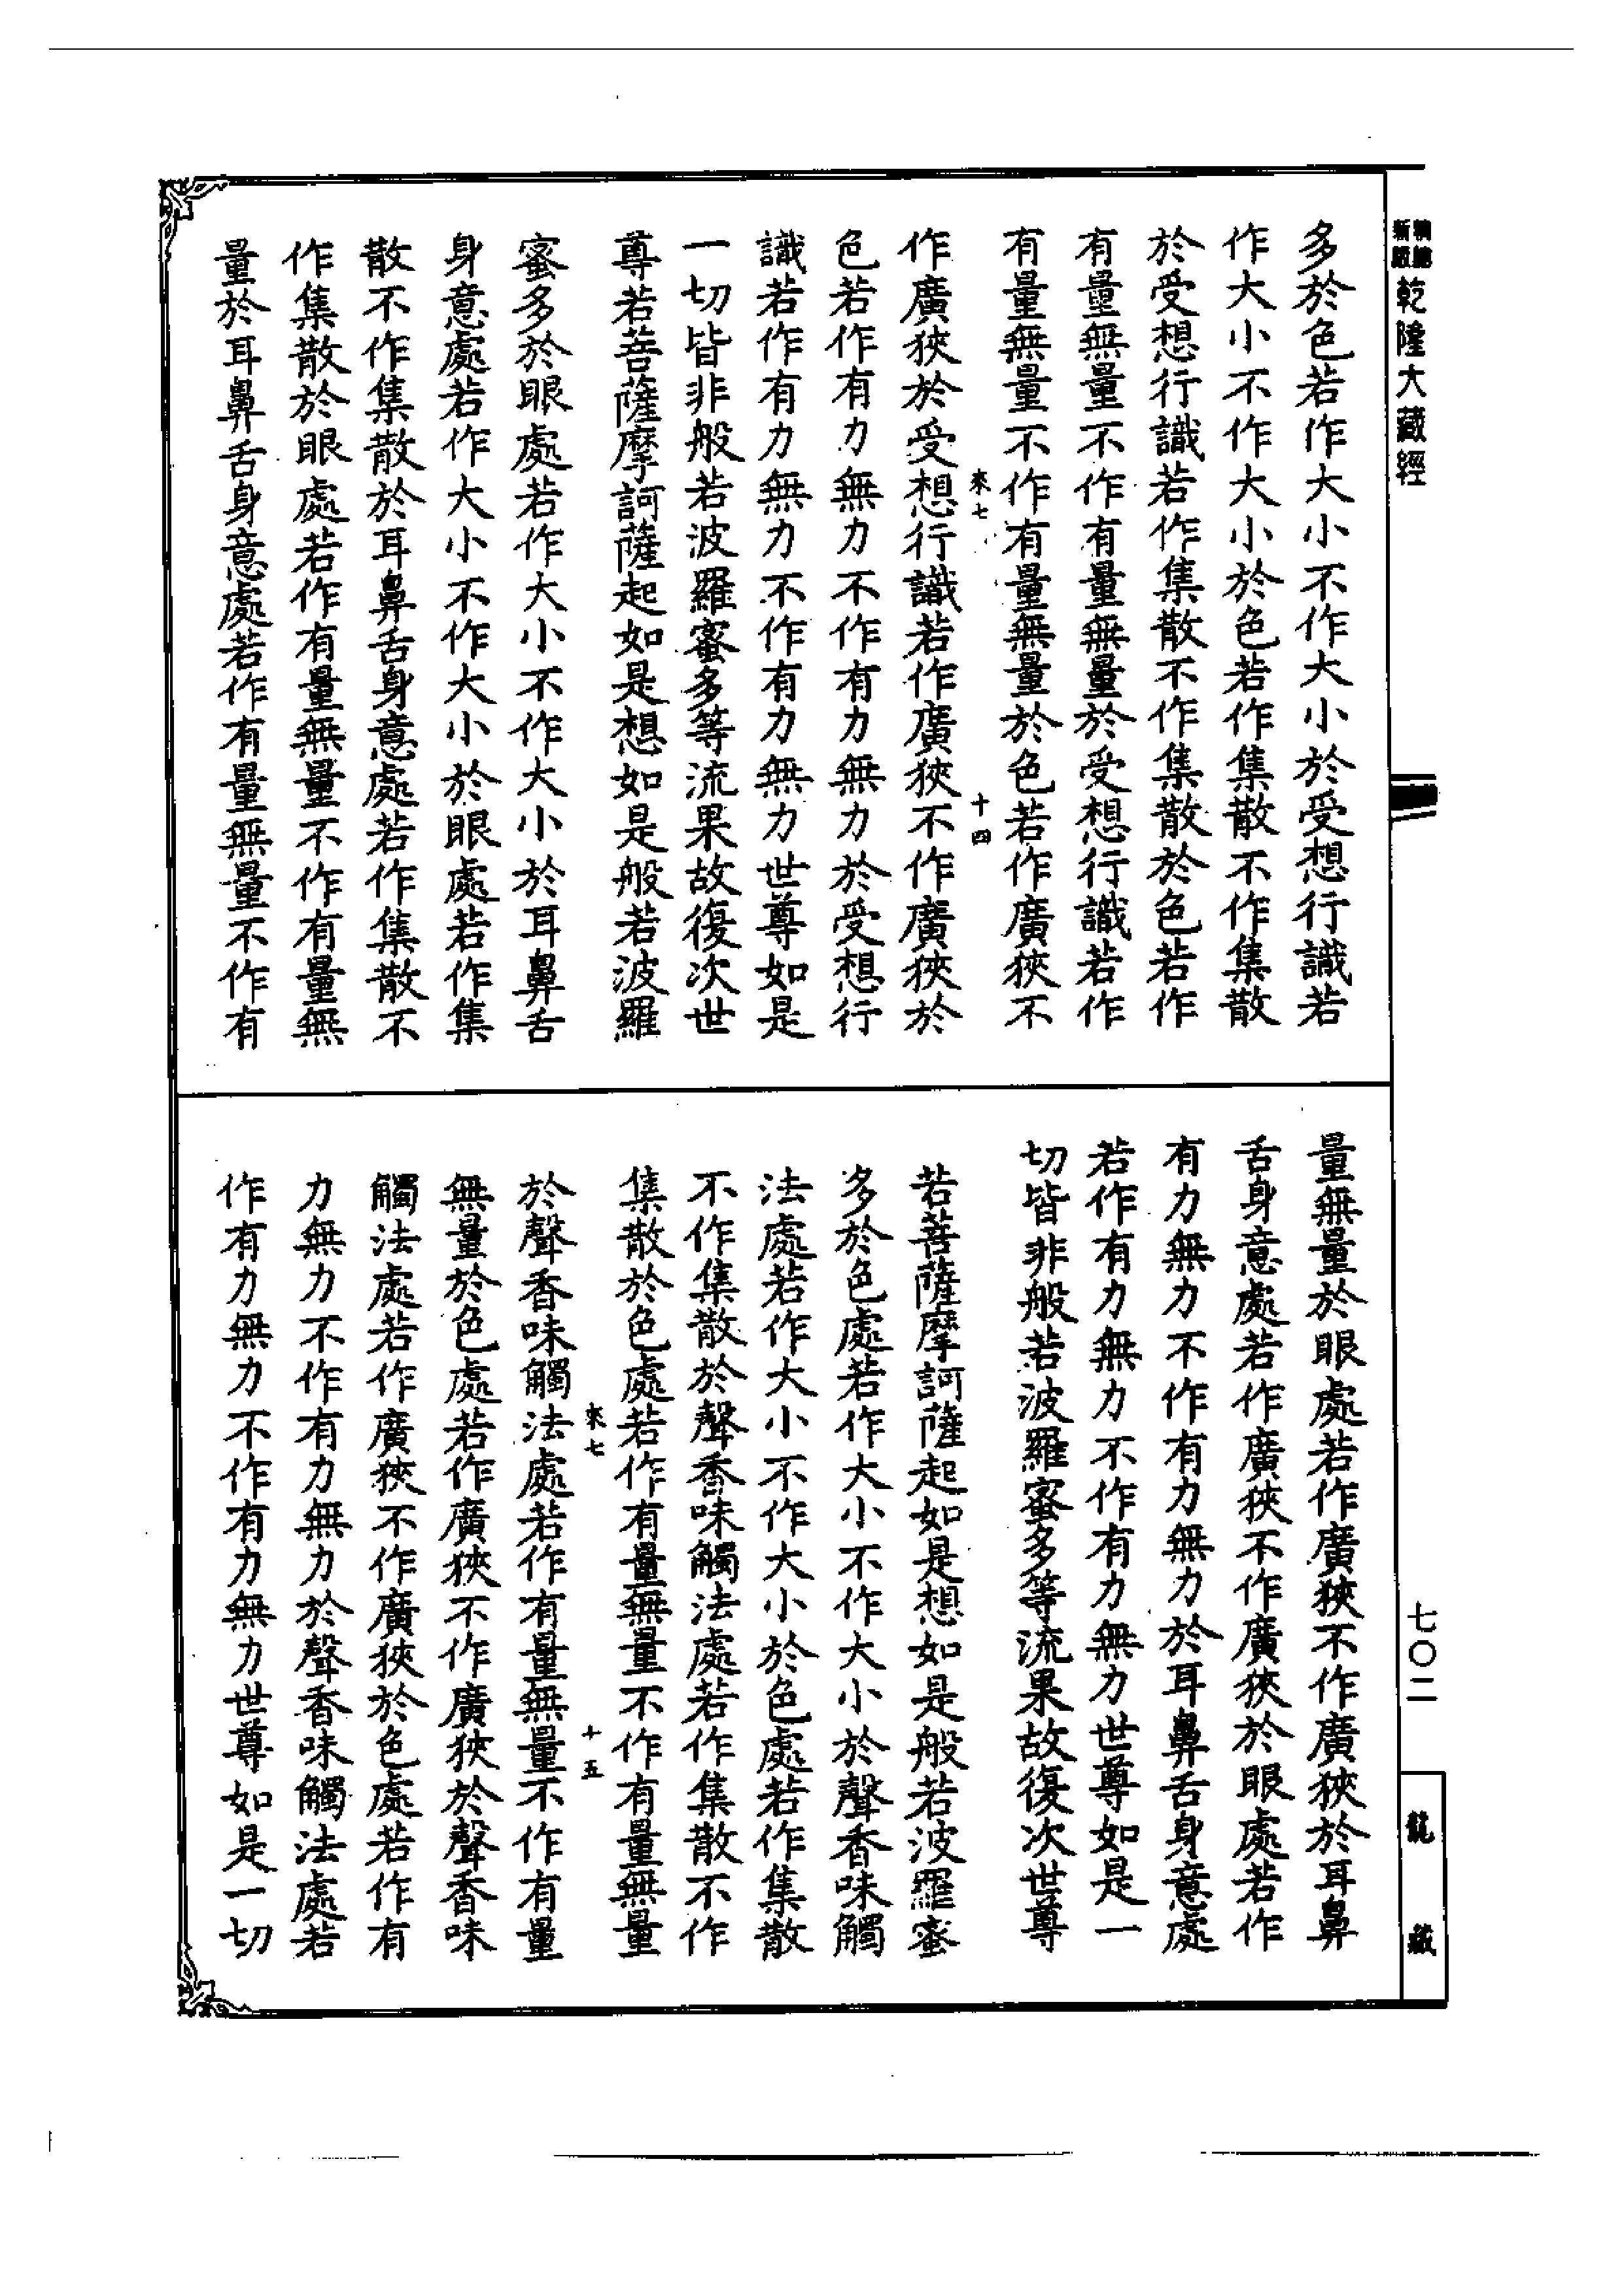 新版
乾隆大藏經
多於色若作大小不作大小於受想行識若
作大小不作大小於色若作集散不作集散
於受想行識若作集散不作集散於色若作
有量無量不作有量無量於受想行識若作
有量無量不作有量無量於色若作廣狹不
來七
十四
作廣狹於受想行識若作廣狹不作廣狹於
色若作有力無力不作有力無力於受想行
識若作有力無力不作有力無力世尊如是
一切皆非般若波羅蜜多等流果故復次世
尊若菩薩摩訶薩起如是想如是般若波羅
蜜多於眼處若作大小不作大小於耳鼻舌
身意處若作大小不作大小於眼處若作集
散不作集散於耳鼻舌身意處若作集散不
作集散於眼處若作有量無量不作有量無
量於耳鼻舌身意處若作有量無量不作有
量無量於眼處若作廣狹不作廣狹於耳鼻
舌身意處若作廣狹不作廣狹於眼處若作
有力無力不作有力無力於耳鼻舌身意處
若作有力無力不作有力無力世尊如是一
切皆非般若波羅蜜多等流果故復次世尊
若菩薩摩訶薩起如是想如是般若波羅蜜
多於色處若作大小不作大小於聲香味觸
法處若作大小不作大小於色處若作集散
不作集散於聲香味觸法處若作集散不作
集散於色處若作有量無量不作有量無量
來七
十五
於聲香味觸法處若作有量無量不作有量
無量於色處若作廣狹不作廣狹於聲香味
觸法處若作廣狹不作廣狹於色處若作有
力無力不作有力無力於聲香味觸法處若
作有力無力不作有力無力世尊如是一切
七〇二
龍藏